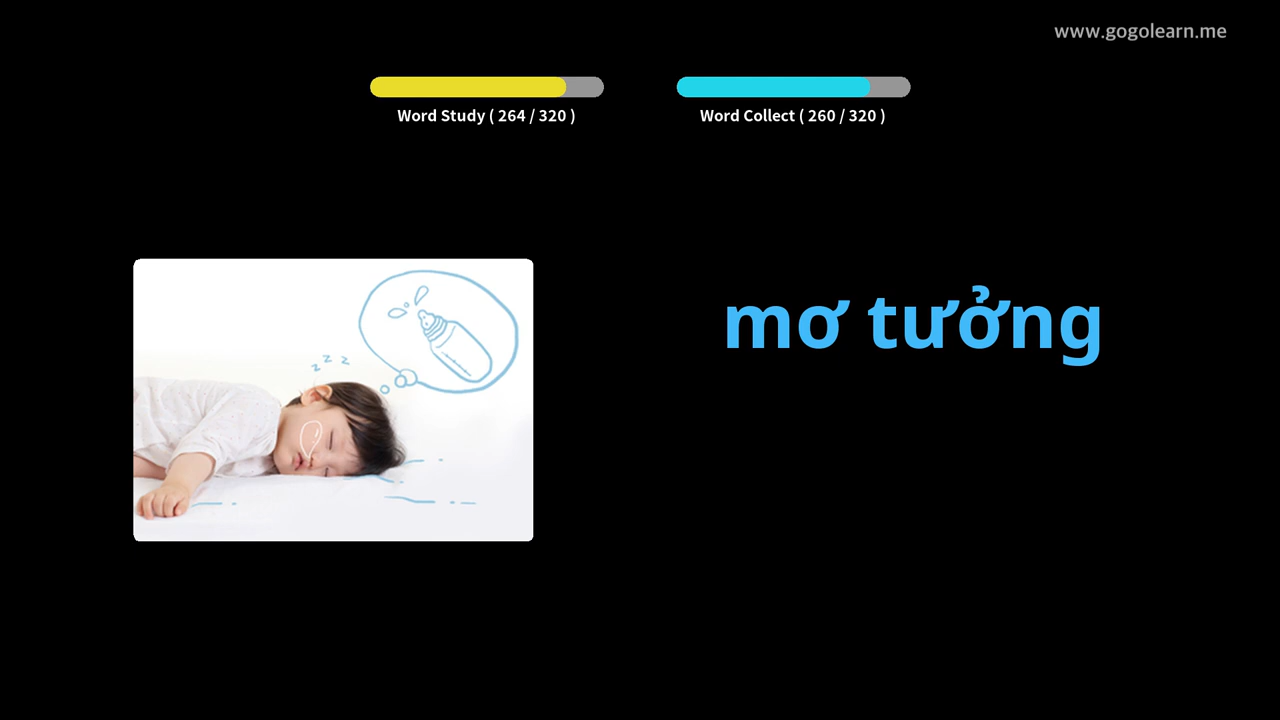 www.gogolearn.me
Word Study ( 264 / 320 )
Word Collect ( 260 / 320 )
z z z
mơ tưởng